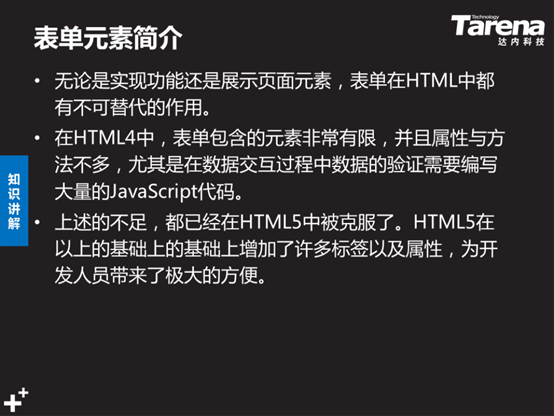 表单元素简介
Technology
Tarena
达内科技
• 无论是实现功能还是展示页面元素，表单在HTML中都
有不可替代的作用。
• 在HTML4中，表单包含的元素非常有限，并且属性与方
法不多，尤其是在数据交互过程中数据的验证需要编写
大量的JavaScript代码。
• 上述的不足，都已经在HTML5中被克服了。HTML5在
以上的基础上的基础上增加了许多标签以及属性，为开
发人员带来了极大的方便。
知识讲解